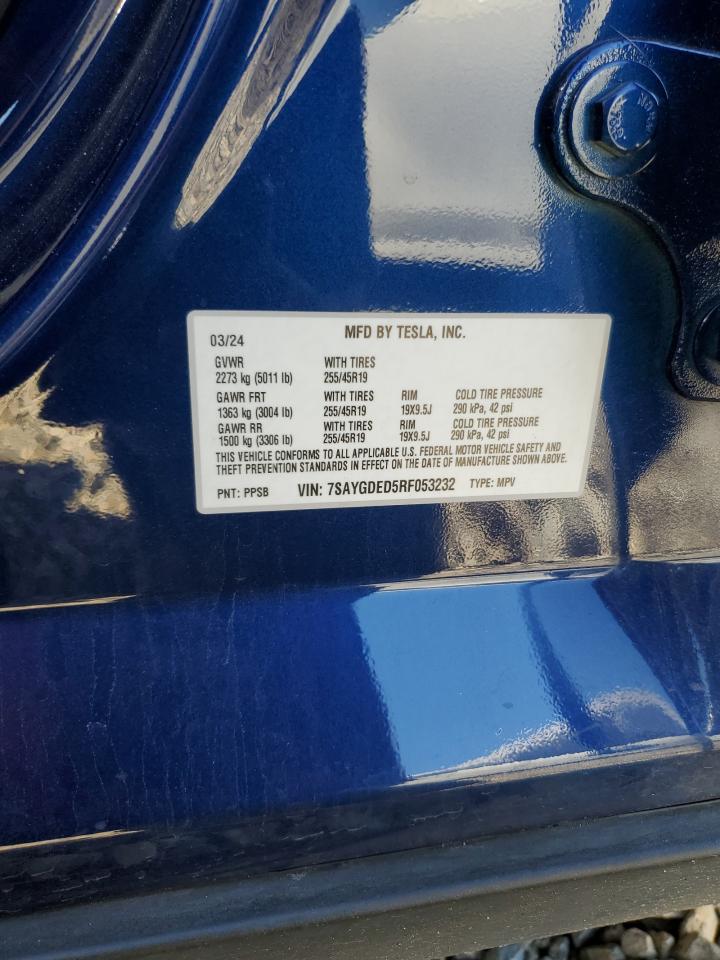 03/24 MFD BY TESLA, INC.
GVWR WITH TIRES
2273 kg (5011 lb) 255/45R19
GAWR FRT WITH TIRES RIM COLD TIRE PRESSURE
1363 kg (3004 lb) 255/45R19 19X9.5J 290 kPa, 42 psi
GAWR RR WITH TIRES RIM COLD TIRE PRESSURE
1500 kg (3306 lb) 255/45R19 19X9.5J 290 kPa, 42 psi
THIS VEHICLE CONFORMS TO ALL APPLICABLE U.S. FEDERAL MOTOR VEHICLE SAFETY AND
THEFT PREVENTION STANDARDS IN EFFECT ON THE DATE OF MANUFACTURE SHOWN ABOVE.
PNT: PPSB VIN: 7SAYGDED5RF053232 TYPE: MPV